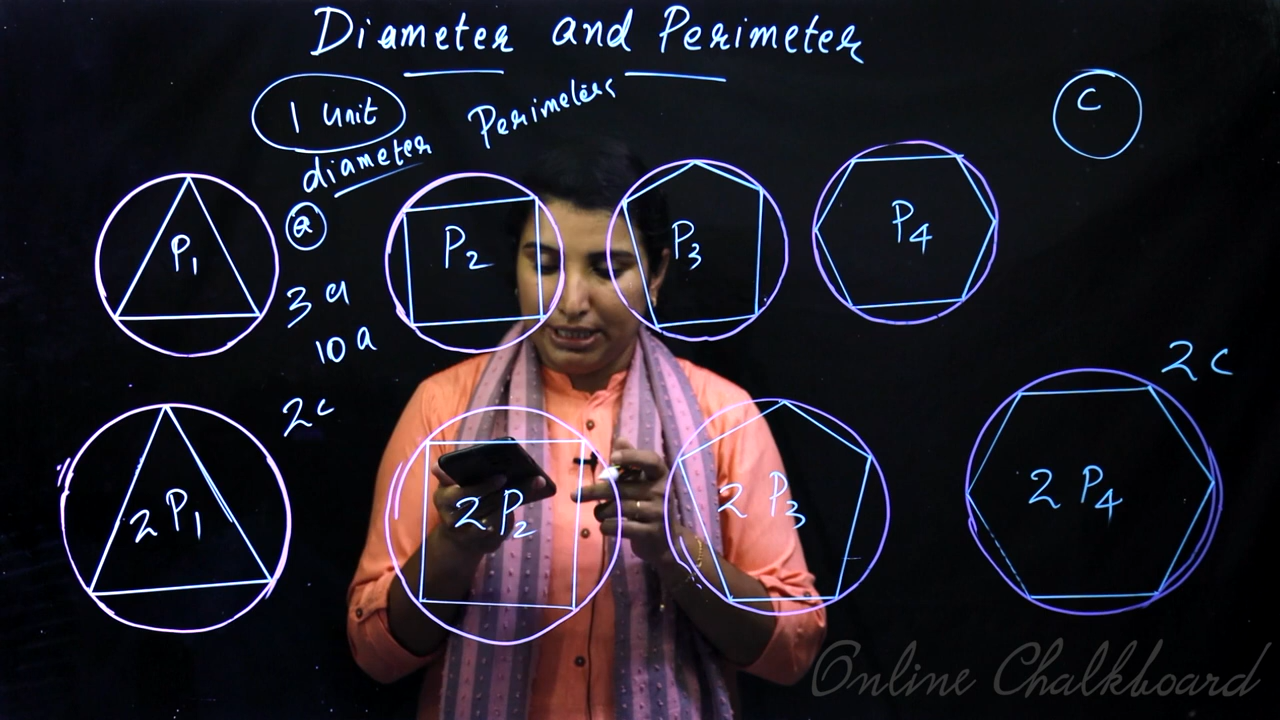 Diameter and Perimeter
1 Unit
diameter
Perimeters
C
a
P1
P2
P3
P4
3a
10a
2c
2c
2P1
2P2
2P3
2P4
Online Chalkboard